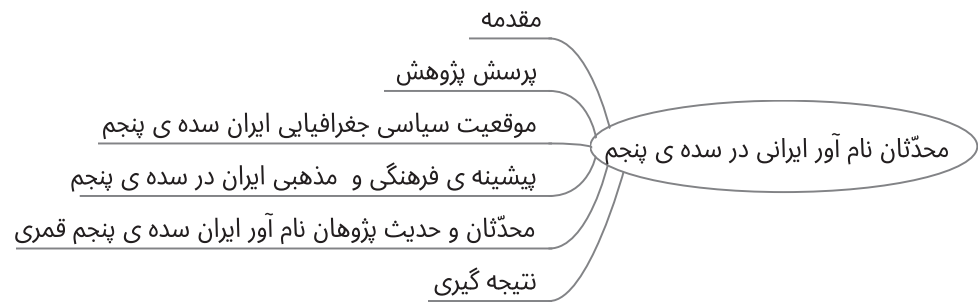 محدّثان نام آور ایرانی در سده ی پنجم
مقدمه
پرسش پژوهش
موقعیت سیاسی جغرافیایی ایران سده ی پنجم
پیشینه ی فرهنگی و مذهبی ایران در سده ی پنجم
محدّثان و حدیث پژوهان نام آور ایران سده ی پنجم قمری
نتیجه گیری